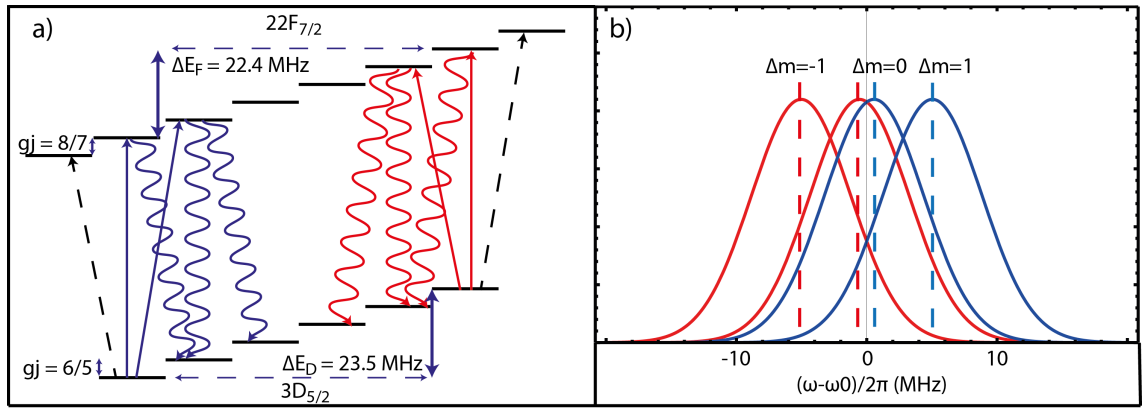 a)
22F7/2
ΔEF = 22.4 MHz
gj = 8/7
gj = 6/5
ΔED = 23.5 MHz
3D5/2
b)
Δm=-1
Δm=0
Δm=1
-10
0
10
(ω-ω0)/2π (MHz)